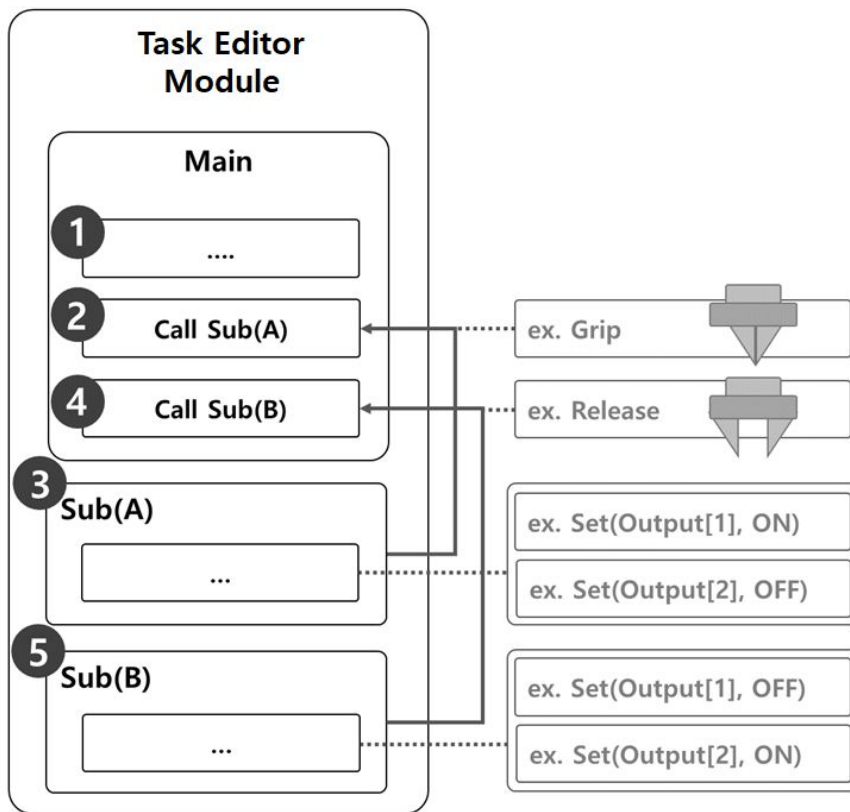 Task Editor
Module
Main
1
....
2
Call Sub(A)
ex. Grip
4
Call Sub(B)
ex. Release
3
Sub(A)
...
ex. Set(Output[1], ON)
ex. Set(Output[2], OFF)
5
Sub(B)
...
ex. Set(Output[1], OFF)
ex. Set(Output[2], ON)